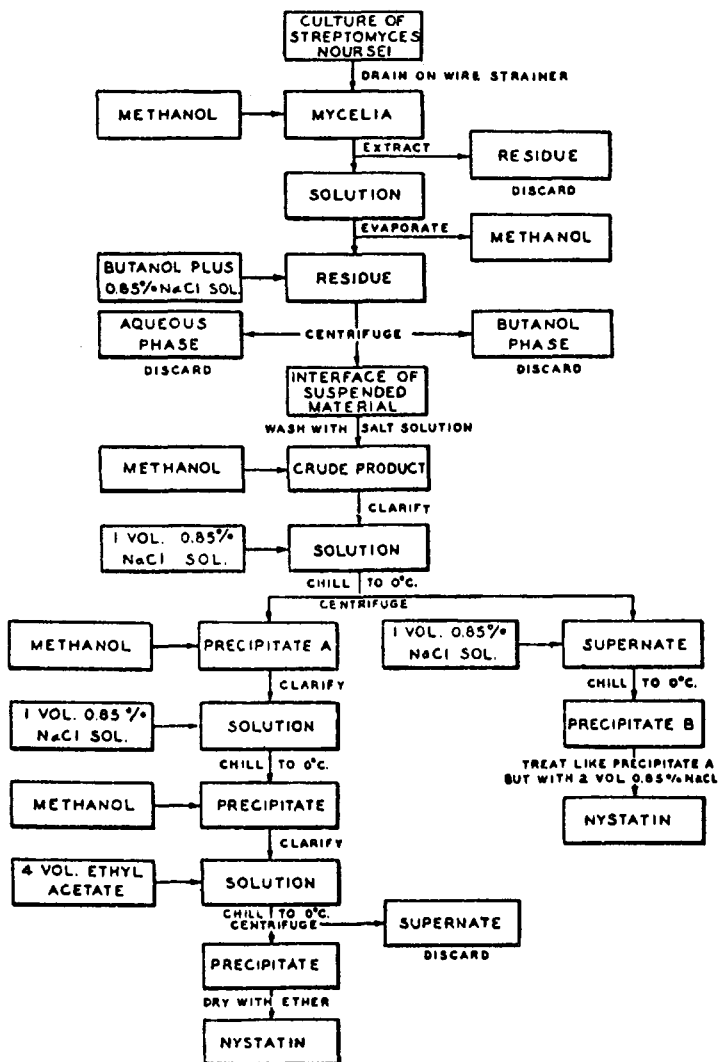 CULTURE OF
STREPTOMYCES
NOURSEI
DRAIN ON WIRE STRAINER
METHANOL
MYCELIA
EXTRACT
RESIDUE
DISCARD
SOLUTION
EVAPORATE
METHANOL
BUTANOL PLUS
0.85% NaCl SOL.
RESIDUE
AQUEOUS
PHASE
DISCARD
CENTRIFUGE
BUTANOL
PHASE
DISCARD
INTERFACE OF
SUSPENDED
MATERIAL
WASH WITH SALT SOLUTION
METHANOL
CRUDE PRODUCT
CLARIFY
1 VOL. 0.85%
NaCl SOL.
SOLUTION
CHILL TO 0°C.
CENTRIFUGE
METHANOL
PRECIPITATE A
CLARIFY
1 VOL. 0.85%
NaCl SOL.
SOLUTION
CHILL TO 0°C.
METHANOL
PRECIPITATE
CLARIFY
4 VOL. ETHYL
ACETATE
SOLUTION
CHILL TO 0°C.
CENTRIFUGE
SUPERNATE
DISCARD
PRECIPITATE
DRY WITH ETHER
NYSTATIN
1 VOL. 0.85%
NaCl SOL.
SUPERNATE
CHILL TO 0°C.
PRECIPITATE B
TREAT LIKE PRECIPITATE A
BUT WITH 2 VOL 0.85% NaCl
NYSTATIN